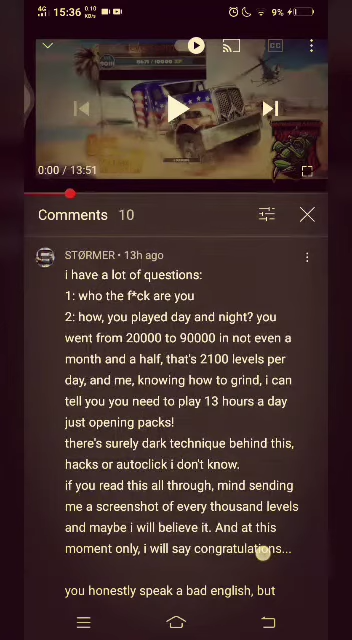 4G 15:36 0.10 KB/s 9%
0:00 / 13:51
Comments 10
STØRMER • 13h ago
i have a lot of questions:
1: who the f*ck are you
2: how, you played day and night? you
went from 20000 to 90000 in not even a
month and a half, that's 2100 levels per
day, and me, knowing how to grind, i can
tell you you need to play 13 hours a day
just opening packs!
there's surely dark technique behind this,
hacks or autoclick i don't know.
if you read this all through, mind sending
me a screenshot of every thousand levels
and maybe i will believe it. And at this
moment only, i will say congratulations...
you honestly speak a bad english, but